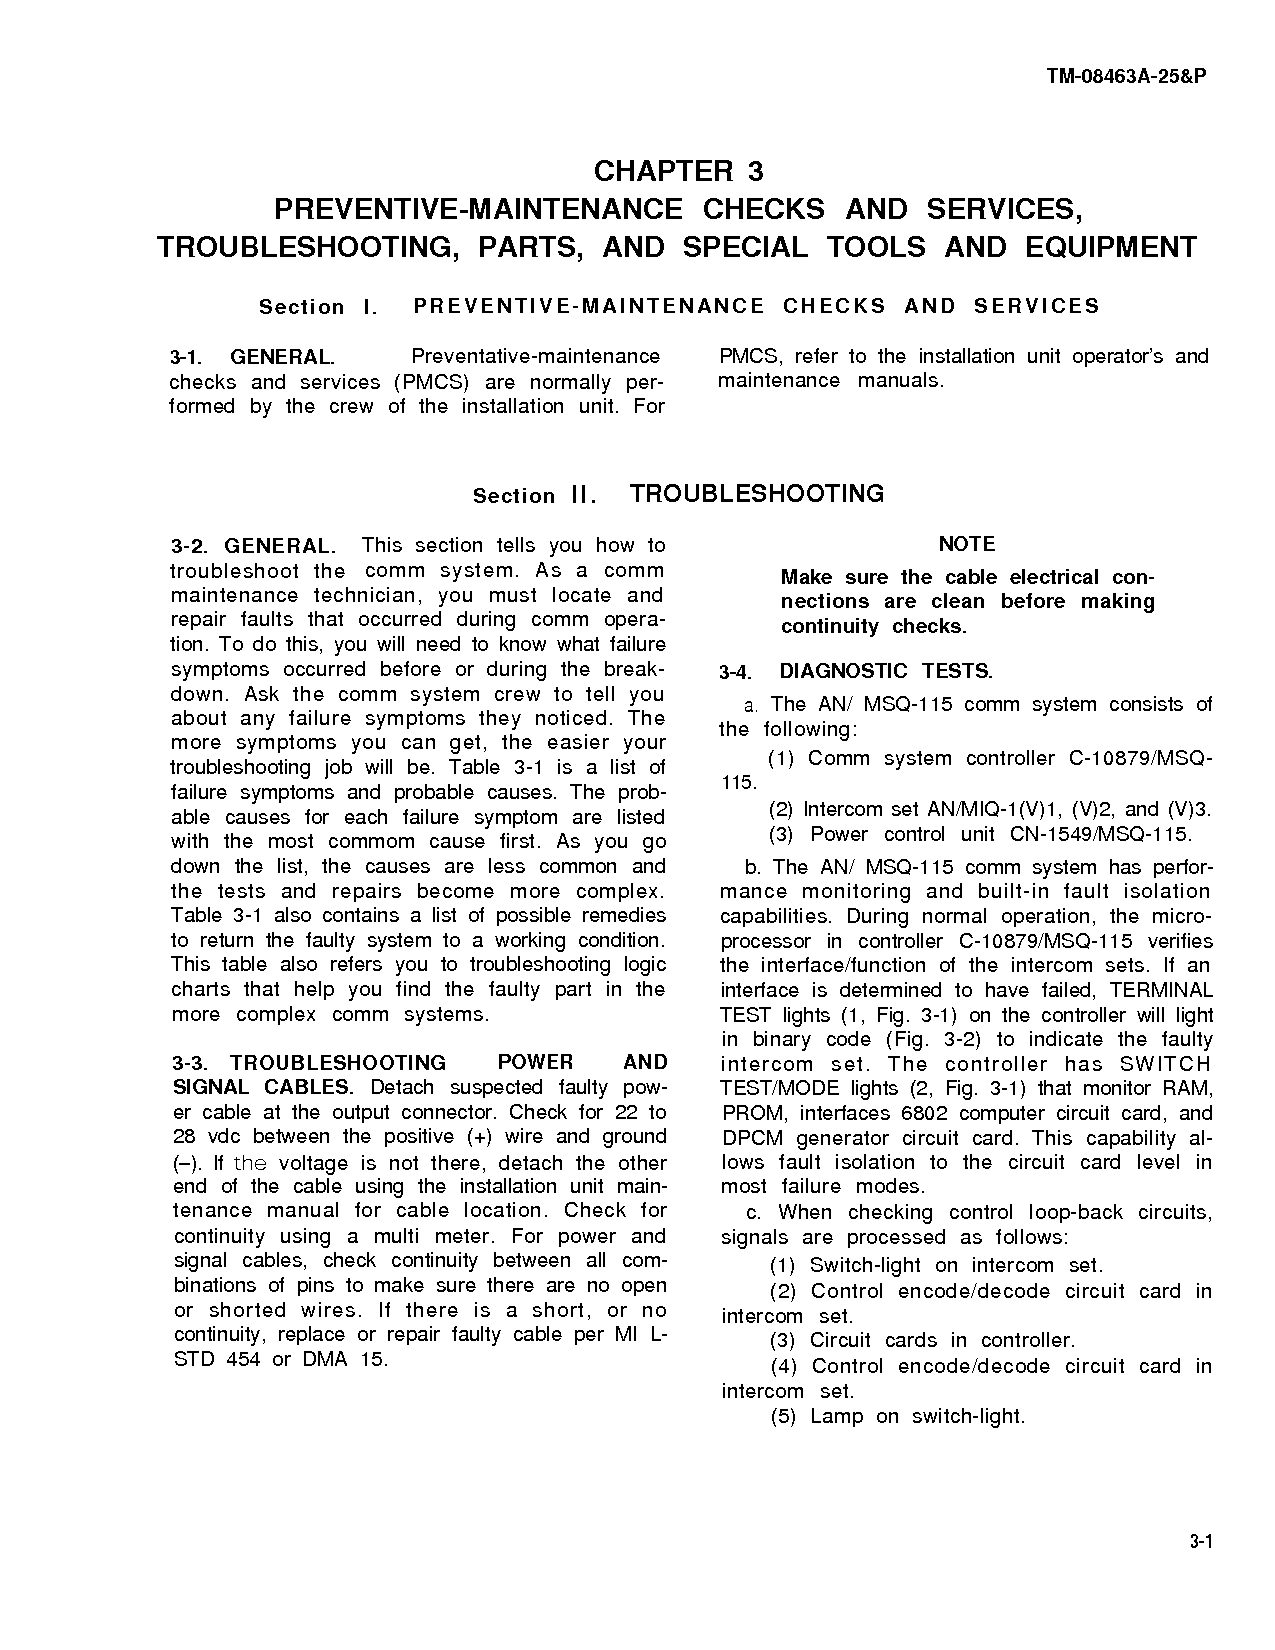 TM-08463A-25&P
CHAPTER 3
PREVENTIVE-MAINTENANCE CHECKS AND SERVICES,
TROUBLESHOOTING, PARTS, AND SPECIAL TOOLS AND EQUIPMENT
Section I. PREVENTIVE-MAINTENANCE CHECKS AND SERVICES
3-1. GENERAL. Preventative-maintenance
checks and services (PMCS) are normally per-
formed by the crew of the installation unit. For
PMCS, refer to the installation unit operator's and
maintenance manuals.
Section II. TROUBLESHOOTING
3-2. GENERAL. This section tells you how to
troubleshoot the comm system. As a comm
maintenance technician, you must locate and
repair faults that occurred during comm opera-
tion. To do this, you will need to know what failure
symptoms occurred before or during the break-
down. Ask the comm system crew to tell you
about any failure symptoms they noticed. The
more symptoms you can get, the easier your
troubleshooting job will be. Table 3-1 is a list of
failure symptoms and probable causes. The prob-
able causes for each failure symptom are listed
with the most commom cause first. As you go
down the list, the causes are less common and
the tests and repairs become more complex.
Table 3-1 also contains a list of possible remedies
to return the faulty system to a working condition.
This table also refers you to troubleshooting logic
charts that help you find the faulty part in the
more complex comm systems.
3-3. TROUBLESHOOTING POWER AND
SIGNAL CABLES. Detach suspected faulty pow-
er cable at the output connector. Check for 22 to
28 vdc between the positive (+) wire and ground
(–). If the voltage is not there, detach the other
end of the cable using the installation unit main-
tenance manual for cable location. Check for
continuity using a multi meter. For power and
signal cables, check continuity between all com-
binations of pins to make sure there are no open
or shorted wires. If there is a short, or no
continuity, replace or repair faulty cable per MI L-
STD 454 or DMA 15.
NOTE
Make sure the cable electrical con-
nections are clean before making
continuity checks.
3-4. DIAGNOSTIC TESTS.
a. The AN/ MSQ-115 comm system consists of
the following:
(1) Comm system controller C-10879/MSQ-
115.
(2) Intercom set AN/MIQ-1(V)1, (V)2, and (V)3.
(3) Power control unit CN-1549/MSQ-115.
b. The AN/ MSQ-115 comm system has perfor-
mance monitoring and built-in fault isolation
capabilities. During normal operation, the micro-
processor in controller C-10879/MSQ-115 verifies
the interface/function of the intercom sets. If an
interface is determined to have failed, TERMINAL
TEST lights (1, Fig. 3-1) on the controller will light
in binary code (Fig. 3-2) to indicate the faulty
intercom set. The controller has SWITCH
TEST/MODE lights (2, Fig. 3-1) that monitor RAM,
PROM, interfaces 6802 computer circuit card, and
DPCM generator circuit card. This capability al-
lows fault isolation to the circuit card level in
most failure modes.
c. When checking control loop-back circuits,
signals are processed as follows:
(1) Switch-light on intercom set.
(2) Control encode/decode circuit card in
intercom set.
(3) Circuit cards in controller.
(4) Control encode/decode circuit card in
intercom set.
(5) Lamp on switch-light.
3-1